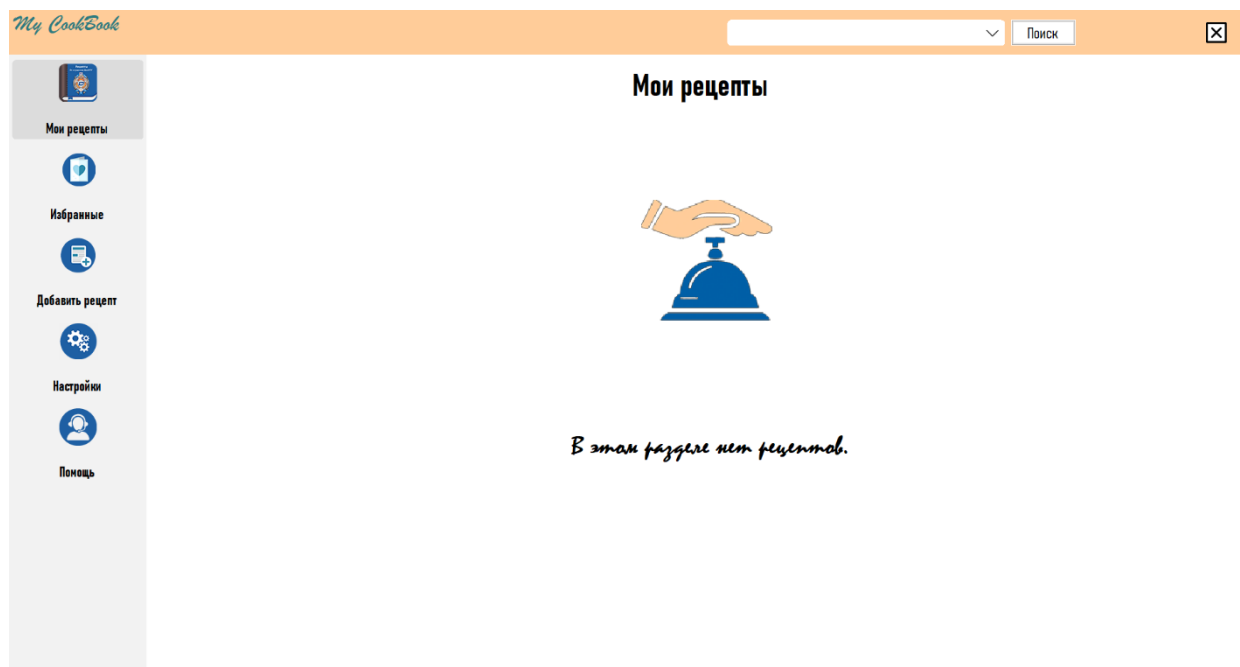 My CookBook
Поиск
Мои рецепты
Мои рецепты
Избранные
Добавить рецепт
Настройки
Помощь
В этом разделе нет рецептов.